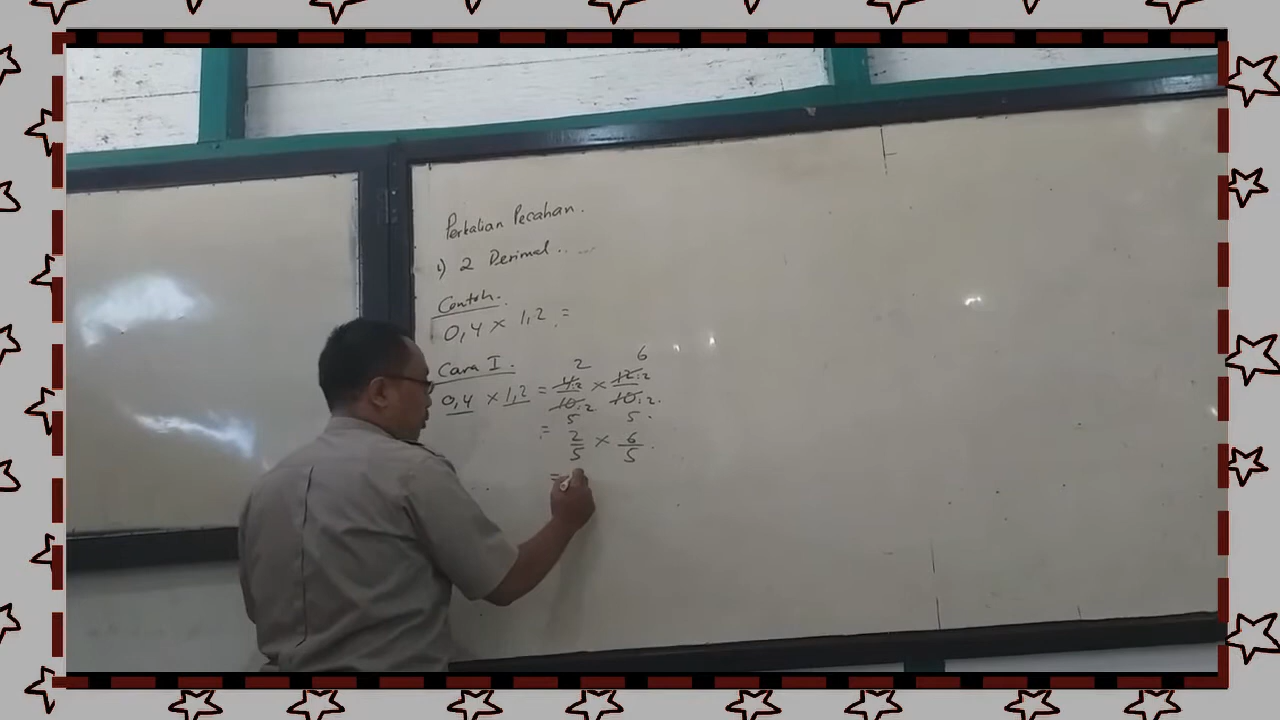 Perkalian Pecahan.
1) 2 Desimal.. ...
Contoh.
0,4 × 1,2 =
Cara I.
2 6
0,4 × 1,2 = 4:2/10:2 × 12:2/10:2.
5 5.
= 2/5 × 6/5.
=